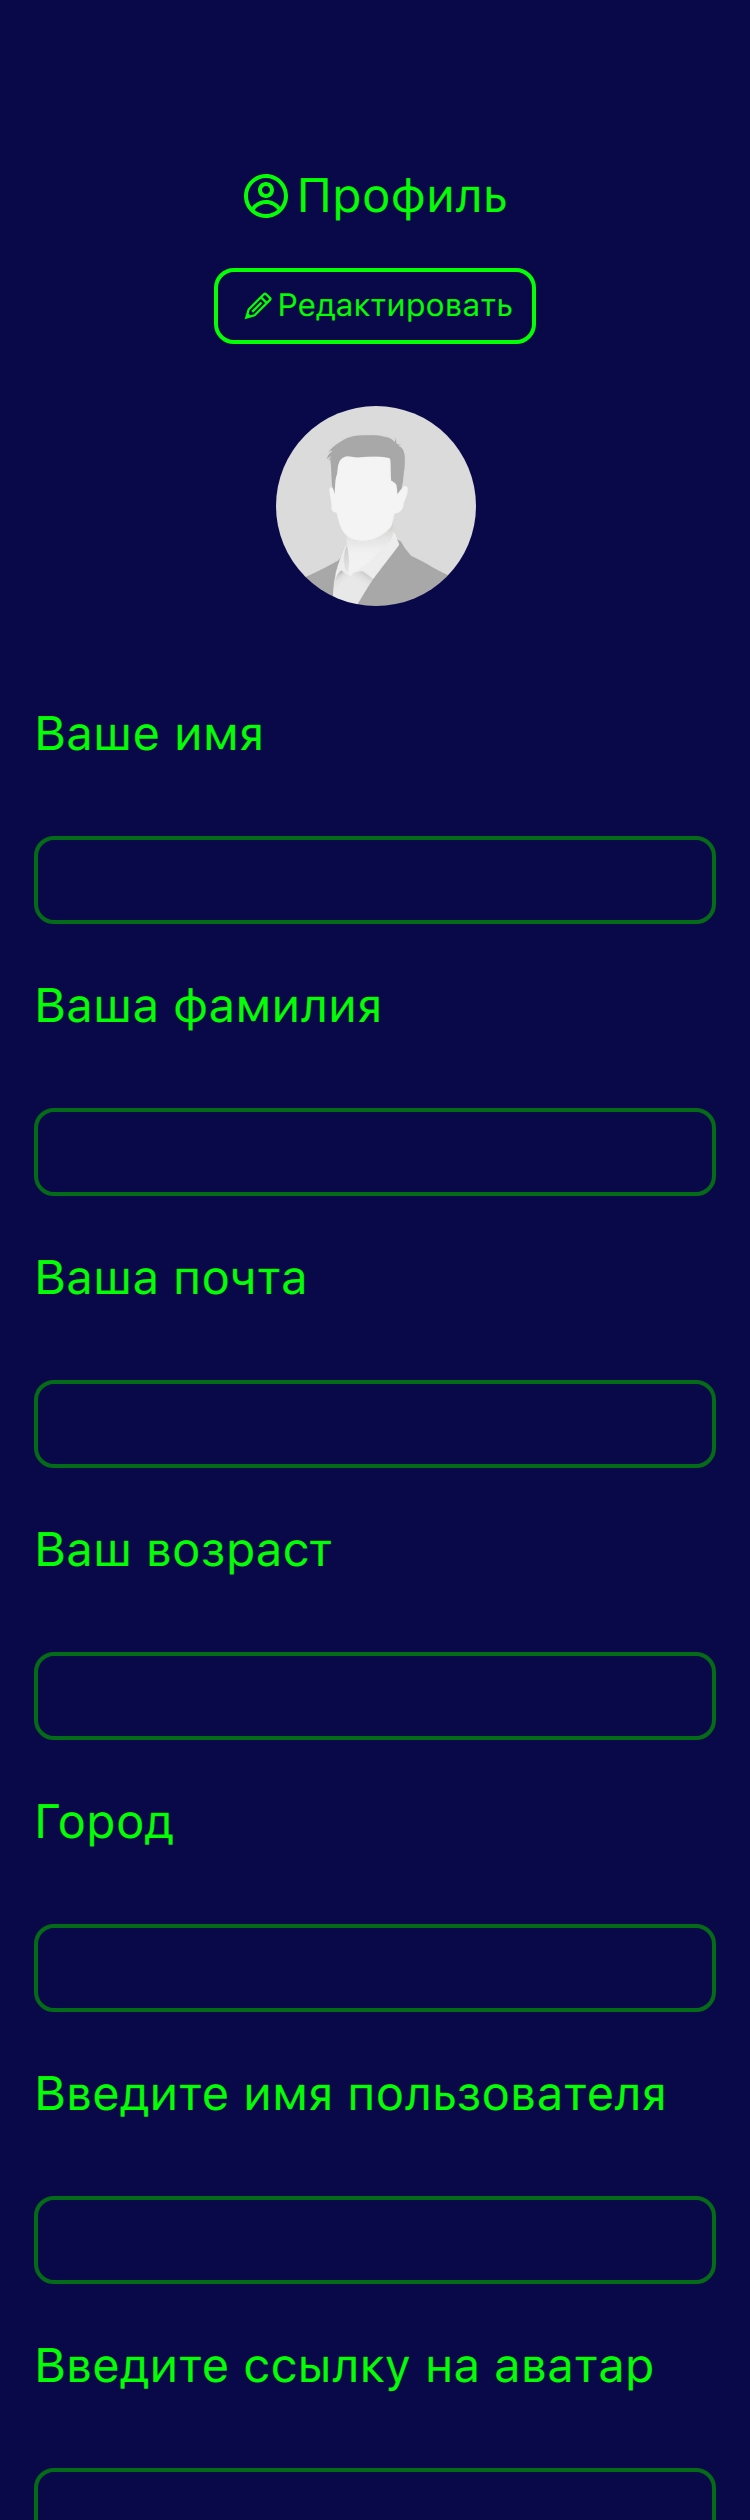 Профиль
Редактировать
Ваше имя
Ваша фамилия
Ваша почта
Ваш возраст
Город
Введите имя пользователя
Введите ссылку на аватар